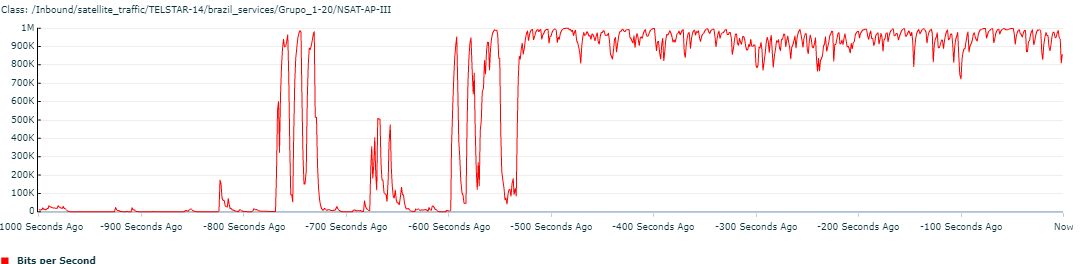 Class: /Inbound/satellite_traffic/TELSTAR-14/brazil_services/Grupo_1-20/NSAT-AP-III
1M
900K
800K
700K
600K
500K
400K
300K
200K
100K
0
1000 Seconds Ago -900 Seconds Ago -800 Seconds Ago -700 Seconds Ago -600 Seconds Ago -500 Seconds Ago -400 Seconds Ago -300 Seconds Ago -200 Seconds Ago -100 Seconds Ago Now
Bits per Second